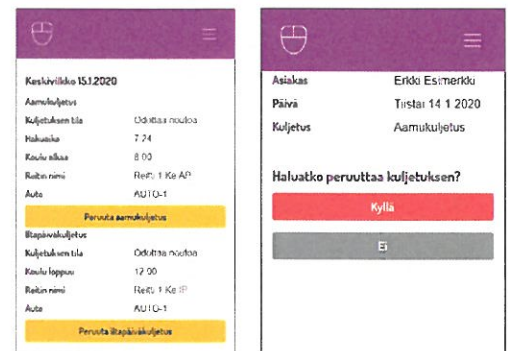 Keskiviikko 15.1.2020
Aamukuljetus
Kuljetuksen tila Odottaa noutoa
Hakuaika 7.24
Koulu alkaa 8.00
Reitin nimi Reitti 1 Ke AP
Auto AUTO-1
Peruuta aamukuljetus
Iltapäiväkuljetus
Kuljetuksen tila Odottaa noutoa
Koulu loppuu 12.00
Reitin nimi Reitti 1 Ke IP
Auto AUTO-1
Peruuta iltapäiväkuljetus
Asiakas Erkki Esimerkki
Päivä Tiistai 14.1.2020
Kuljetus Aamukuljetus
Haluatko peruuttaa kuljetuksen?
Kyllä
Ei